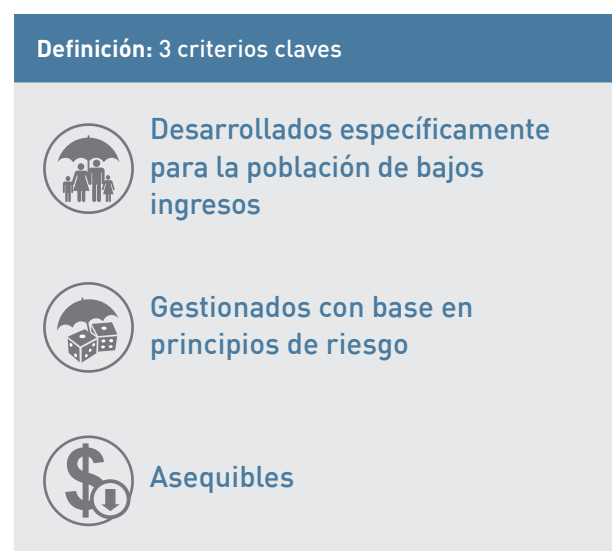 Definición: 3 criterios claves
Desarrollados específicamente
para la población de bajos
ingresos
Gestionados con base en
principios de riesgo
Asequibles